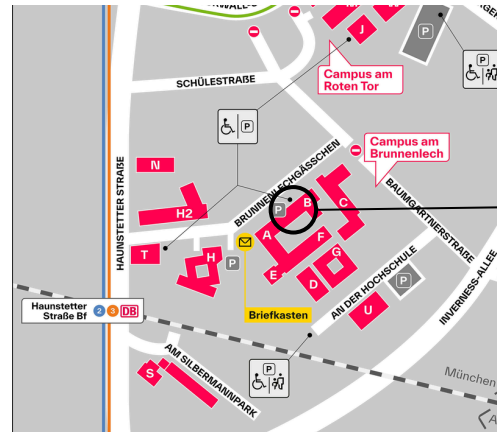 J
P
P
SCHÜLESTRASSE
Campus am
Roten Tor
P
Campus am
Brunnenlech
N
HAUNSTETTER STRAẞE
BRUNNENLECHGÄSSCHEN
B
P
C
H2
A
F
BAUMGARTNERSTRAẞE
T
H
P
G
E
D
AN DER HOCHSCHULE
P
U
INVERNESS-ALLEE
Haunstetter
Straße Bf
2
3
DB
Briefkasten
P
AM SILBERMANNPARK
S
München